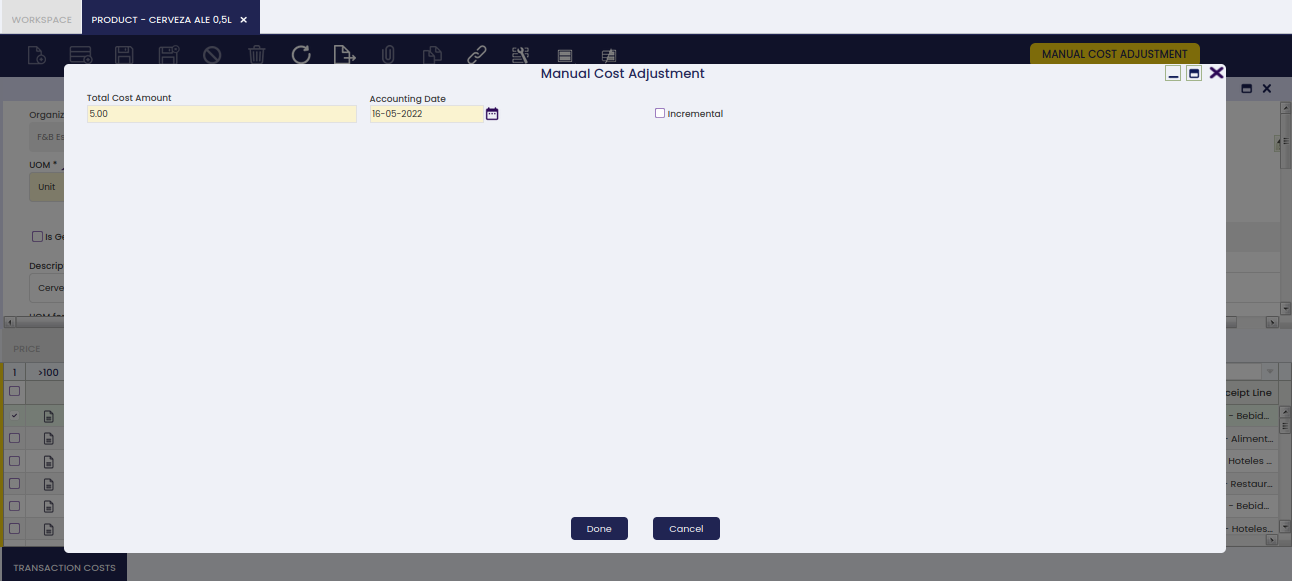 WORKSPACE
PRODUCT - CERVEZA ALE 0,5L ×
MANUAL COST ADJUSTMENT
Manual Cost Adjustment
Total Cost Amount
Accounting Date
5.00
16-05-2022
Incremental
Organiz
F&B Es
UOM *
Unit
Is Ge
Descrip
Cerve
UOM for
PRICE
1 >100
ceipt Line
- Bebid...
- Aliment...
Hoteles ...
- Restaur...
- Bebid...
- Hoteles...
Done
Cancel
TRANSACTION COSTS